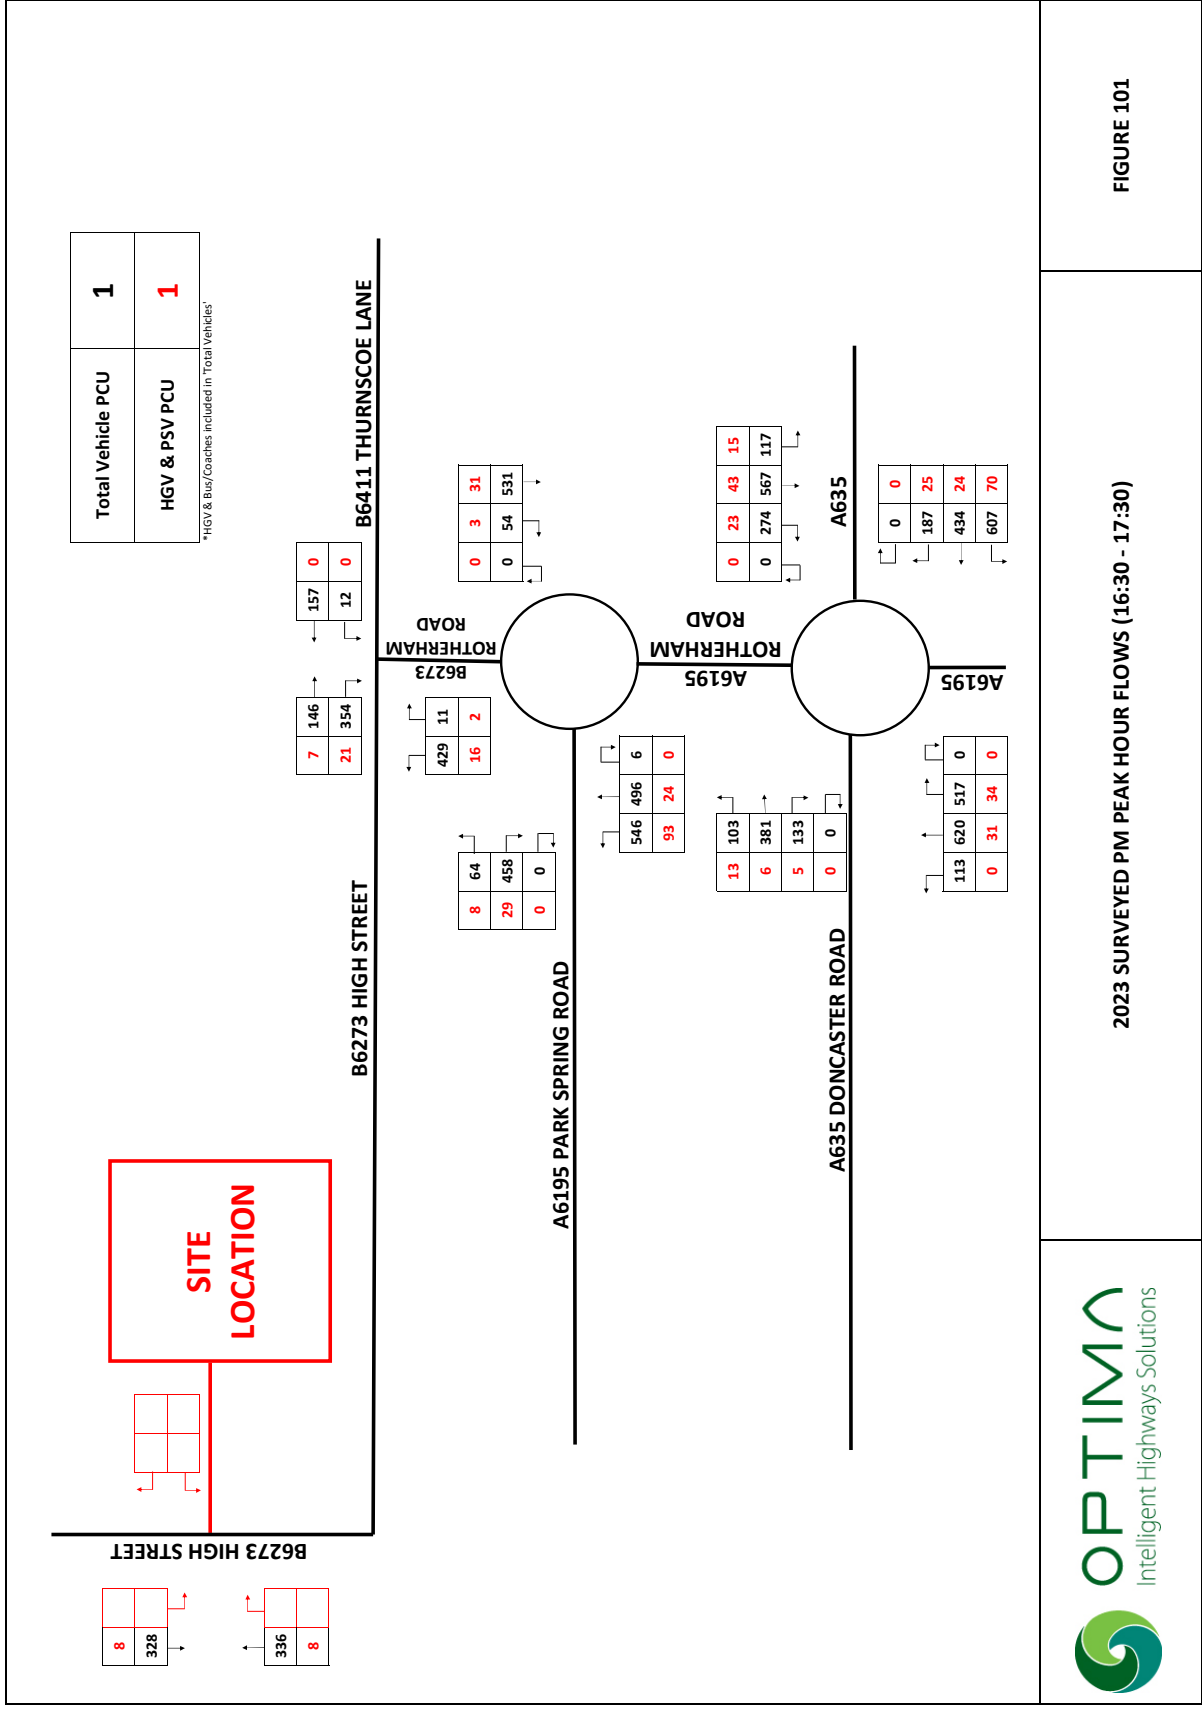 Total Vehicle PCU 1
HGV & PSV PCU 1
*HGV & Bus/Coaches included in 'Total Vehicles'
SITE
LOCATION
B6273 HIGH STREET
8
328
336
8
B6273 HIGH STREET
B6411 THURNSCOE LANE
7 146
21 354
157 0
12 0
B6273
ROTHERHAM
ROAD
429 11
16 2
0 3 31
0 54 531
8 64
29 458
0 0
A6195 PARK SPRING ROAD
546 496 6
93 24 0
A6195
ROTHERHAM
ROAD
0 23 43 15
0 274 567 117
13 103
6 381
5 133
0 0
A635 DONCASTER ROAD
A635
0 0
187 25
434 24
607 70
A6195
113 620 517 0
0 31 34 0
OPTIMA
Intelligent Highways Solutions
2023 SURVEYED PM PEAK HOUR FLOWS (16:30 - 17:30)
FIGURE 101